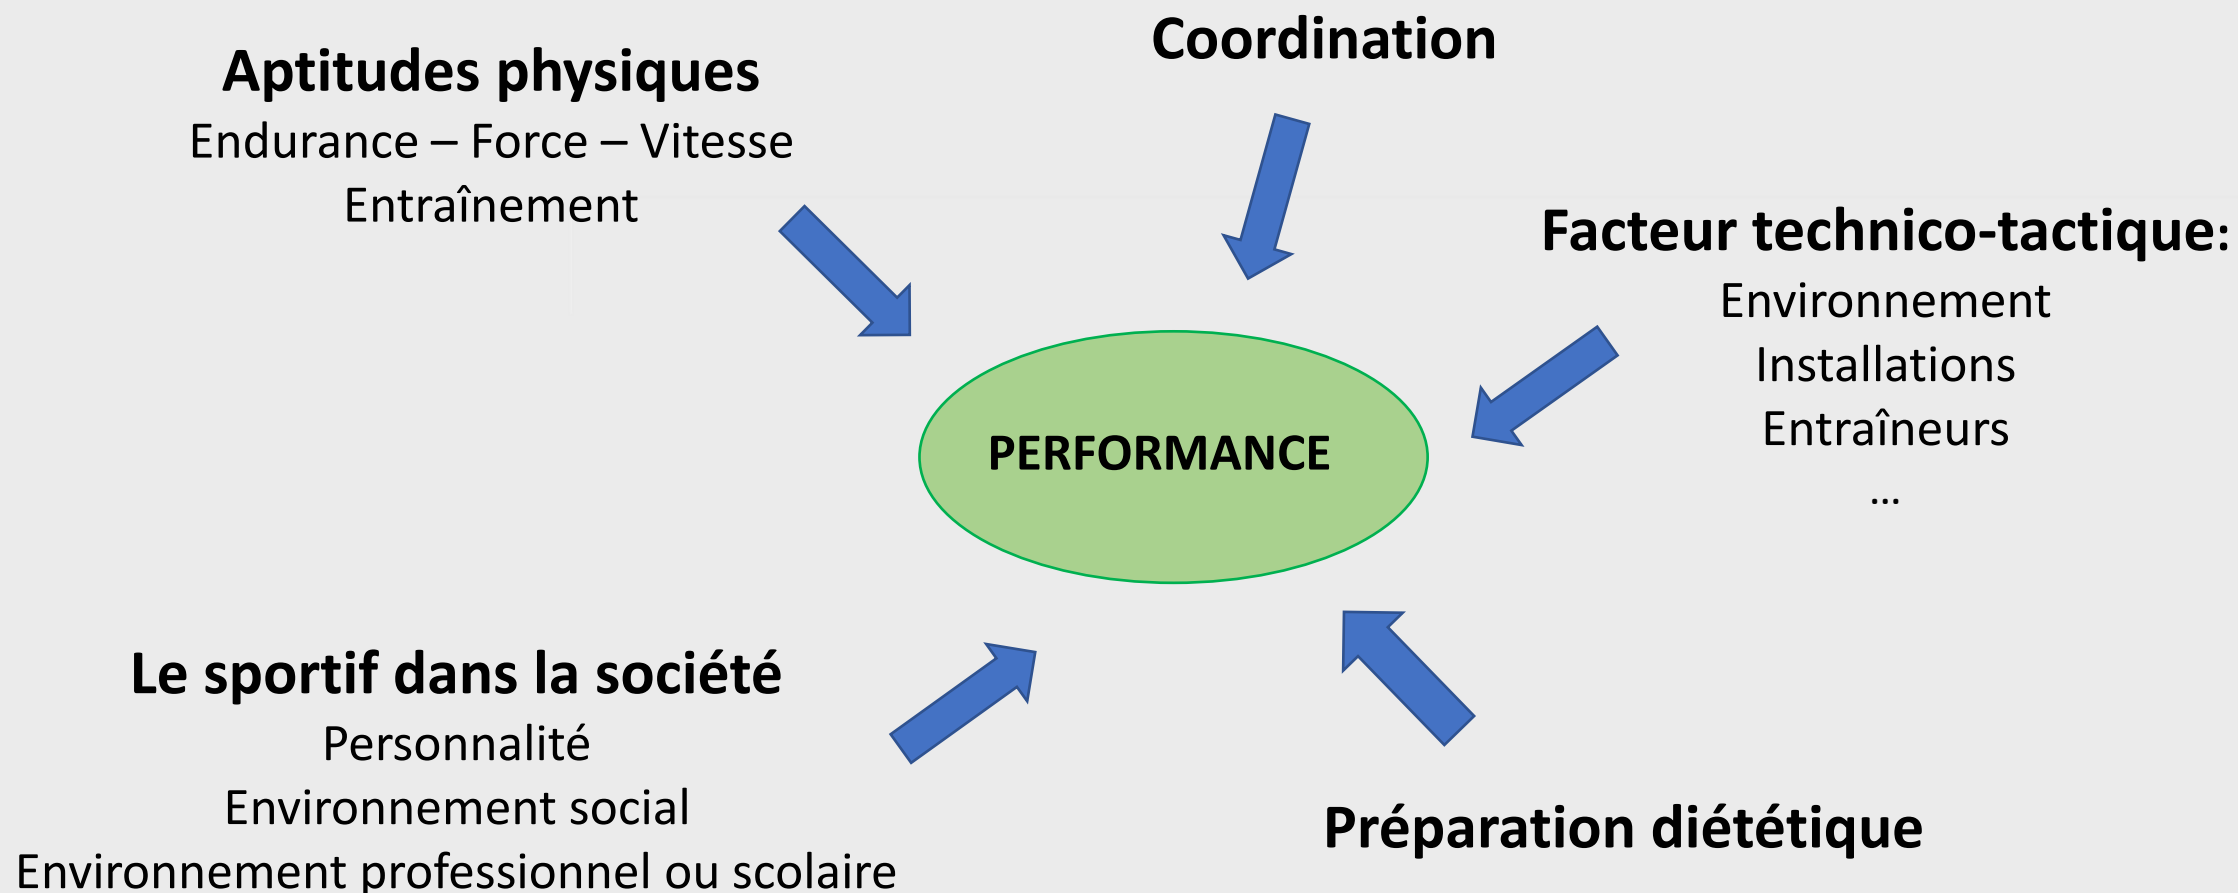 Coordination
Aptitudes physiques
Endurance – Force – Vitesse
Entraînement
Facteur technico-tactique:
Environnement
Installations
Entraîneurs
...
PERFORMANCE
Le sportif dans la société
Personnalité
Environnement social
Environnement professionnel ou scolaire
Préparation diététique